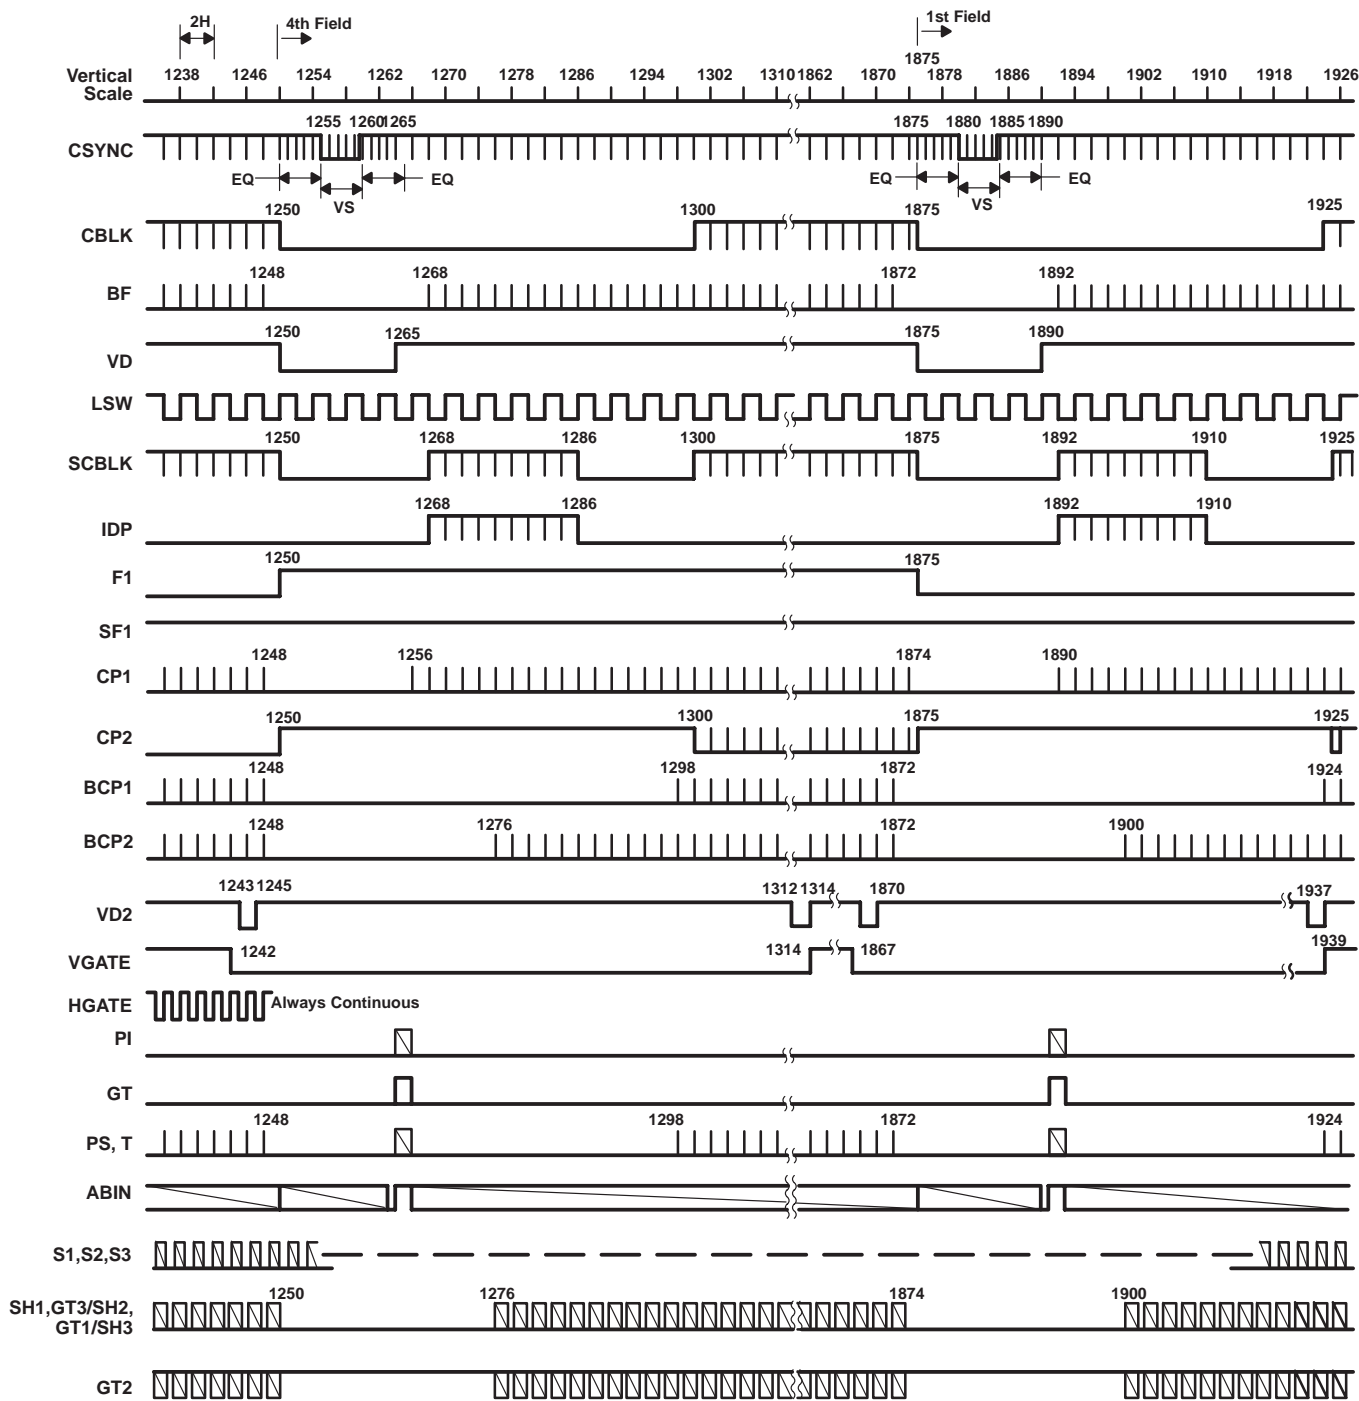 2H 4th Field 1st Field
1875
Vertical Scale 1238 1246 1254 1262 1270 1278 1286 1294 1302 1310 1862 1870 1878 1886 1894 1902 1910 1918 1926
CSYNC 1255 1260 1265 1875 1880 1885 1890
EQ EQ EQ EQ
VS VS
CBLK 1250 1300 1875 1925
BF 1248 1268 1872 1892
VD 1250 1265 1875 1890
LSW
SCBLK 1250 1268 1286 1300 1875 1892 1910 1925
IDP 1268 1286 1892 1910
F1 1250 1875
SF1
CP1 1248 1256 1874 1890
CP2 1250 1300 1875 1925
BCP1 1248 1298 1872 1924
BCP2 1248 1276 1872 1900
VD2 1243 1245 1312 1314 1870 1937
VGATE 1242 1314 1867 1939
HGATE Always Continuous
PI
GT
PS, T 1248 1298 1872 1924
ABIN
S1,S2,S3
SH1,GT3/SH2, 1250 1276 1874 1900
GT1/SH3
GT2